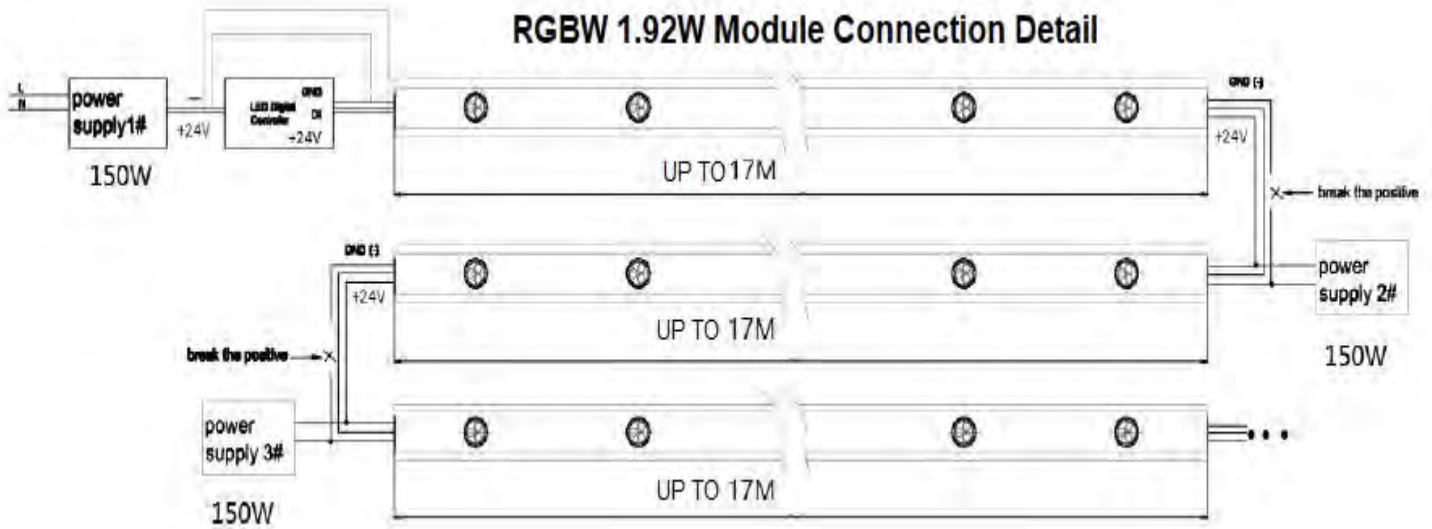 RGBW 1.92W Module Connection Detail
L
N
power
supply1#
150W
+24V
GND
LED Digital
Controller
DI
+24V
GND (-)
+24V
UP TO 17M
break the positive
GND (-)
+24V
UP TO 17M
power
supply 2#
150W
break the positive
power
supply 3#
150W
UP TO 17M